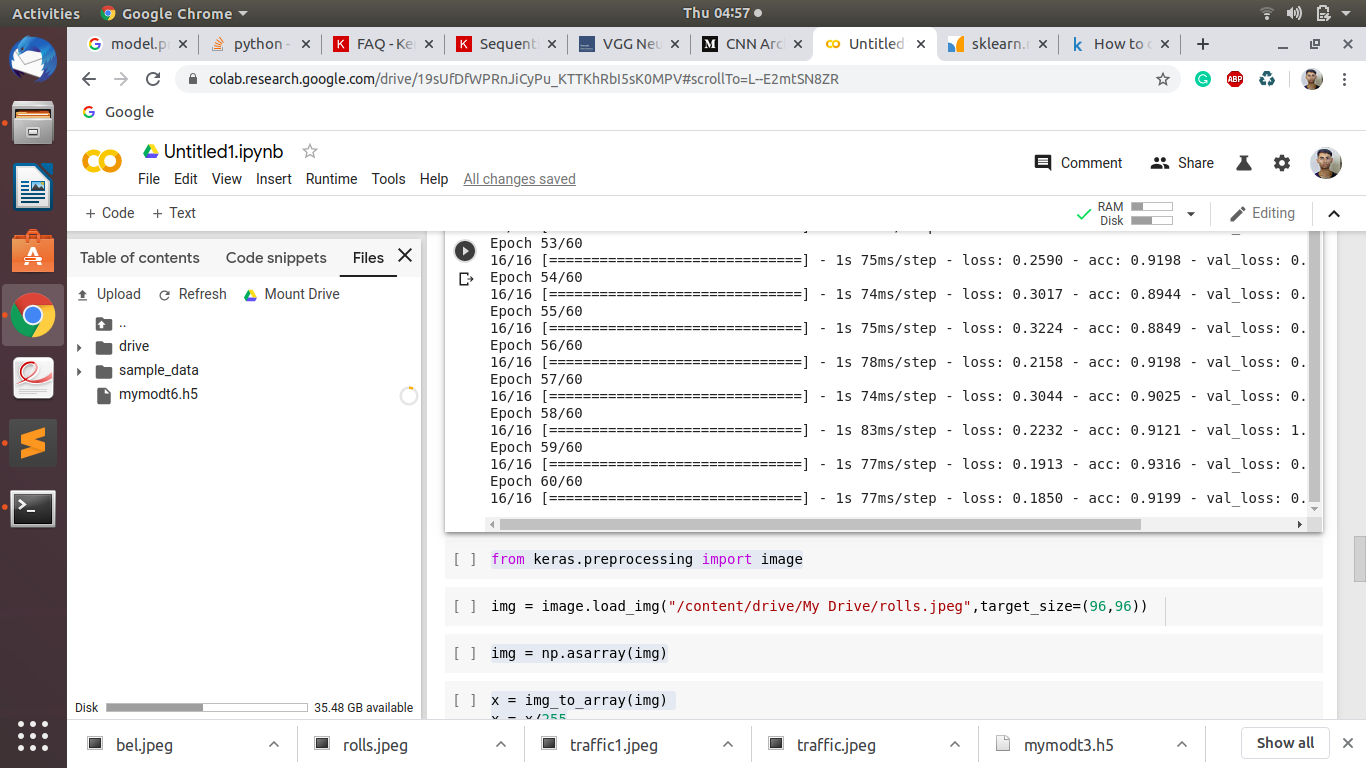 Activities Google Chrome Thu 04:57
model.p python - FAQ - Ke Sequent VGG Neu CNN Arc Untitled sklearn. How to
colab.research.google.com/drive/19sUfDfWPRnJiCyPu_KTTKhRbI5sK0MPV#scrollTo=L--E2mtSN8ZR
ABP
Google
Untitled1.ipynb
Comment Share
File Edit View Insert Runtime Tools Help All changes saved
+ Code + Text RAM Disk Editing
Table of contents Code snippets Files
Upload Refresh Mount Drive
..
drive
sample_data
mymodt6.h5
Disk 35.48 GB available
Epoch 53/60
16/16 [==============================] - 1s 75ms/step - loss: 0.2590 - acc: 0.9198 - val_loss: 0.
Epoch 54/60
16/16 [==============================] - 1s 74ms/step - loss: 0.3017 - acc: 0.8944 - val_loss: 0.
Epoch 55/60
16/16 [==============================] - 1s 75ms/step - loss: 0.3224 - acc: 0.8849 - val_loss: 0.
Epoch 56/60
16/16 [==============================] - 1s 78ms/step - loss: 0.2158 - acc: 0.9198 - val_loss: 0.
Epoch 57/60
16/16 [==============================] - 1s 74ms/step - loss: 0.3044 - acc: 0.9025 - val_loss: 0.
Epoch 58/60
16/16 [==============================] - 1s 83ms/step - loss: 0.2232 - acc: 0.9121 - val_loss: 1.
Epoch 59/60
16/16 [==============================] - 1s 77ms/step - loss: 0.1913 - acc: 0.9316 - val_loss: 0.
Epoch 60/60
16/16 [==============================] - 1s 77ms/step - loss: 0.1850 - acc: 0.9199 - val_loss: 0.
[ ] from keras.preprocessing import image
[ ] img = image.load_img("/content/drive/My Drive/rolls.jpeg",target_size=(96,96))
[ ] img = np.asarray(img)
[ ] x = img_to_array(img)
x = x/255
bel.jpeg rolls.jpeg traffic1.jpeg traffic.jpeg mymodt3.h5 Show all